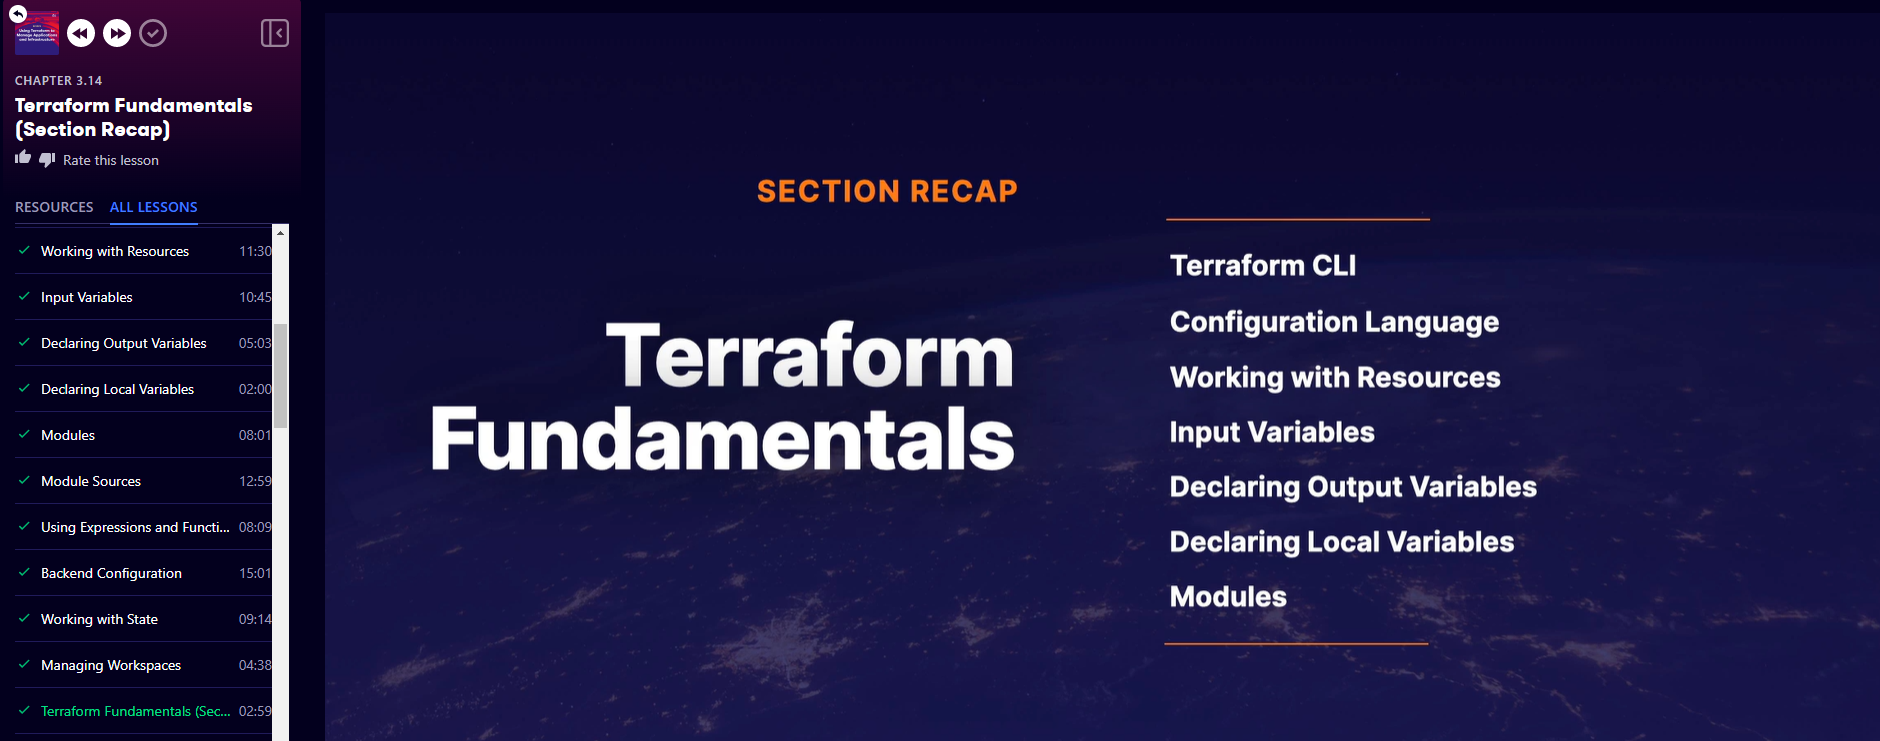 Using Terraform to
Manage Applications
and Infrastructure
CHAPTER 3.14
Terraform Fundamentals
(Section Recap)
Rate this lesson
RESOURCES
ALL LESSONS
Working with Resources 11:30
Input Variables 10:45
Declaring Output Variables 05:03
Declaring Local Variables 02:00
Modules 08:01
Module Sources 12:59
Using Expressions and Functi... 08:09
Backend Configuration 15:01
Working with State 09:14
Managing Workspaces 04:38
Terraform Fundamentals (Sec... 02:59
SECTION RECAP
Terraform
Fundamentals
Terraform CLI
Configuration Language
Working with Resources
Input Variables
Declaring Output Variables
Declaring Local Variables
Modules